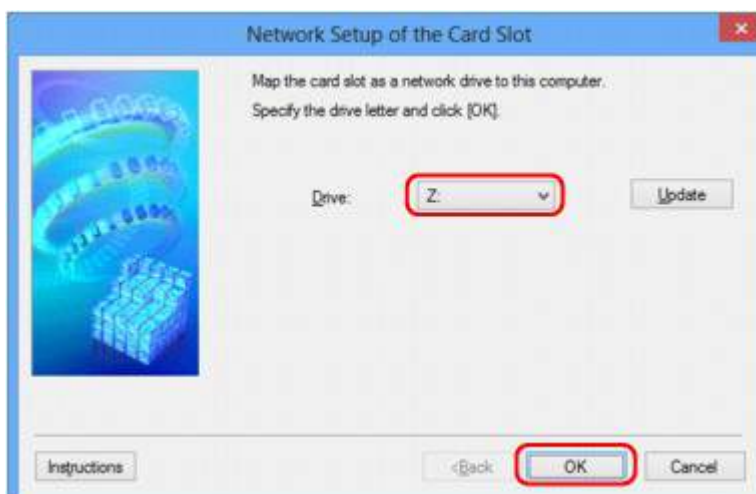 Network Setup of the Card Slot
Map the card slot as a network drive to this computer.
Specify the drive letter and click [OK].
Drive: Z: Update
Instructions <Back OK Cancel